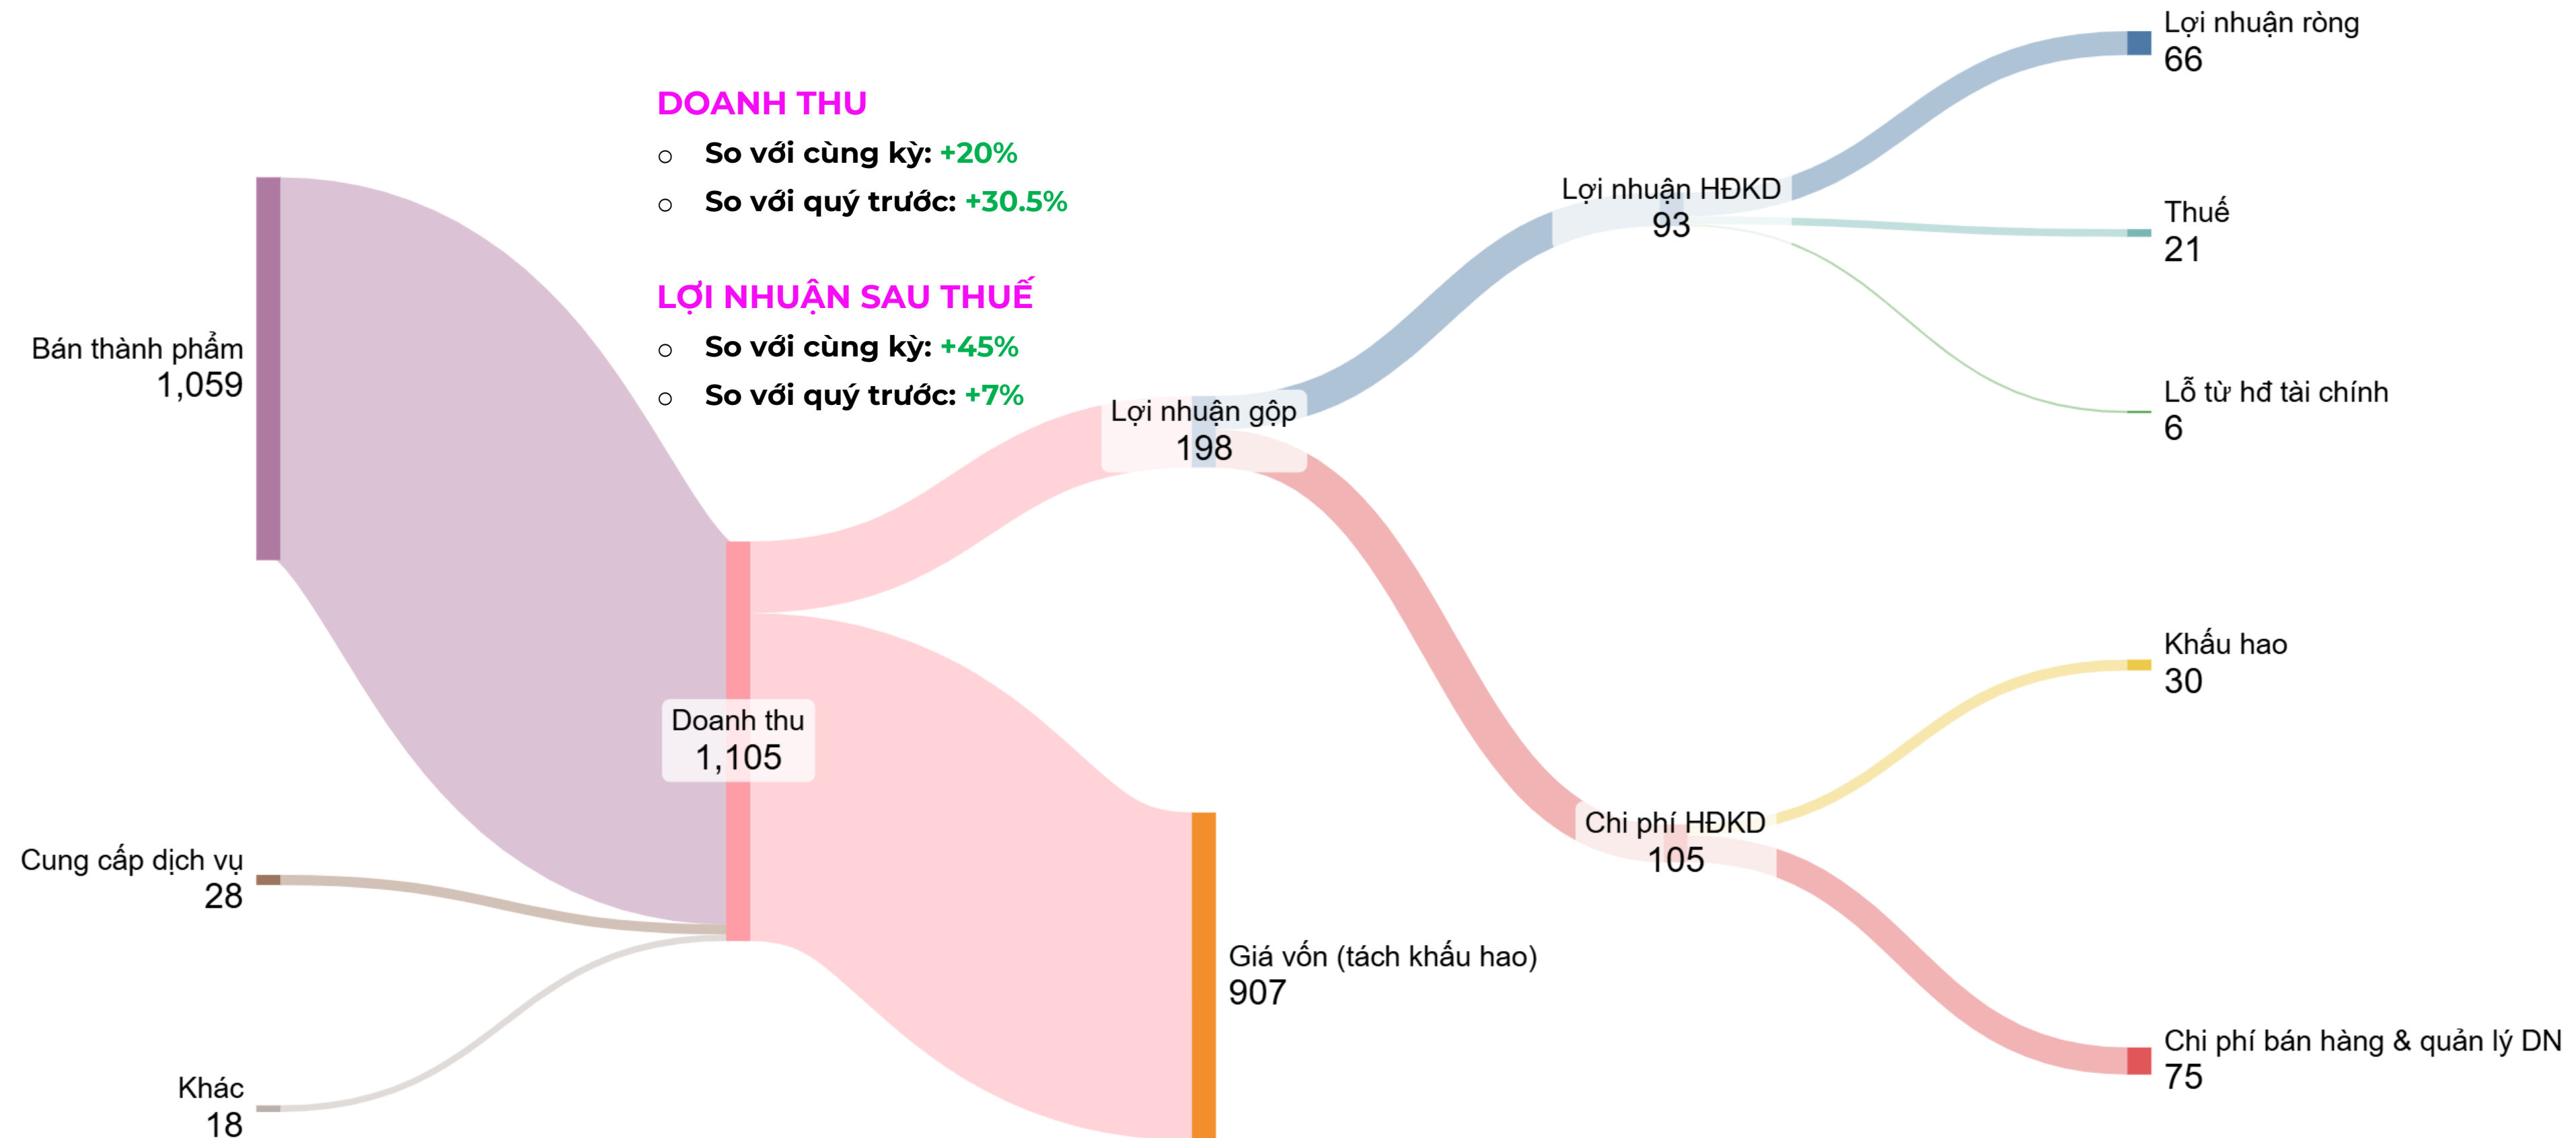 DOANH THU
So với cùng kỳ: +20%
So với quý trước: +30.5%
LỢI NHUẬN SAU THUẾ
So với cùng kỳ: +45%
So với quý trước: +7%
Bán thành phẩm
1,059
Cung cấp dịch vụ
28
Khác
18
Doanh thu
1,105
Lợi nhuận gộp
198
Giá vốn (tách khấu hao)
907
Lợi nhuận HĐKD
93
Chi phí HĐKD
105
Lợi nhuận ròng
66
Thuế
21
Lỗ từ hđ tài chính
6
Khấu hao
30
Chi phí bán hàng & quản lý DN
75